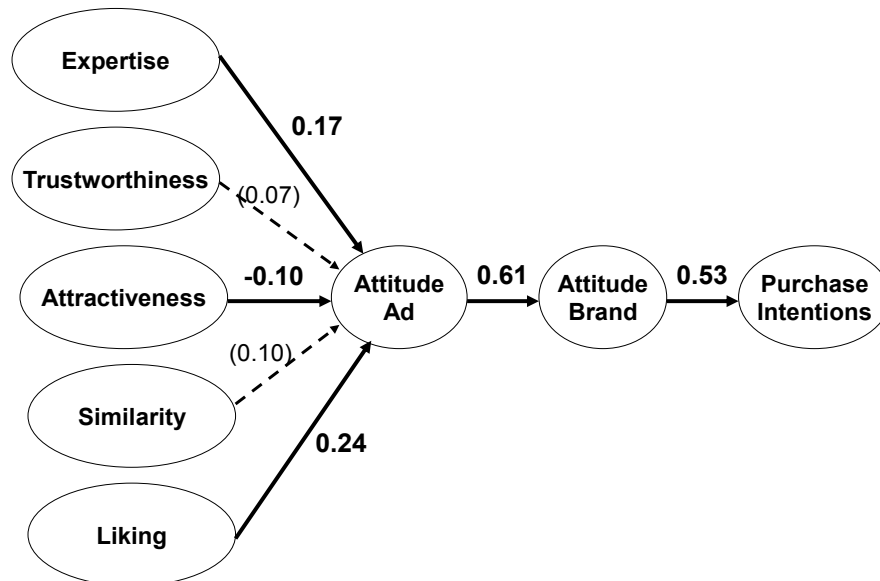 Expertise
0.17
Trustworthiness
(0.07)
Attractiveness
-0.10
Attitude
Ad
0.61
Attitude
Brand
0.53
Purchase
Intentions
(0.10)
Similarity
0.24
Liking